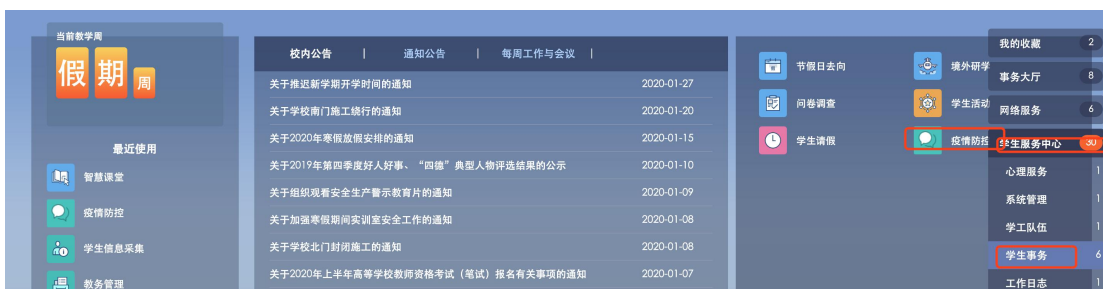 当前教学周
假期周
最近使用
智慧课堂
疫情防控
学生信息采集
教务管理
校内公告 | 通知公告 | 每周工作与会议 |
关于推迟新学期开学时间的通知 2020-01-27
关于学校南门施工绕行的通知 2020-01-20
关于2020年寒假放假安排的通知 2020-01-15
关于2019年第四季度好人好事、“四德”典型人物评选结果的公示 2020-01-10
关于组织观看安全生产警示教育片的通知 2020-01-09
关于加强寒假期间实训室安全工作的通知 2020-01-08
关于学校北门封闭施工的通知 2020-01-08
关于2020年上半年高等学校教师资格考试（笔试）报名有关事项的通知 2020-01-07
节假日去向 境外研学
问卷调查 学生活动
学生请假 疫情防控
我的收藏 2
事务大厅 8
网络服务 6
学生服务中心 30
心理服务 1
系统管理 1
学工队伍 1
学生事务 6
工作日志 1